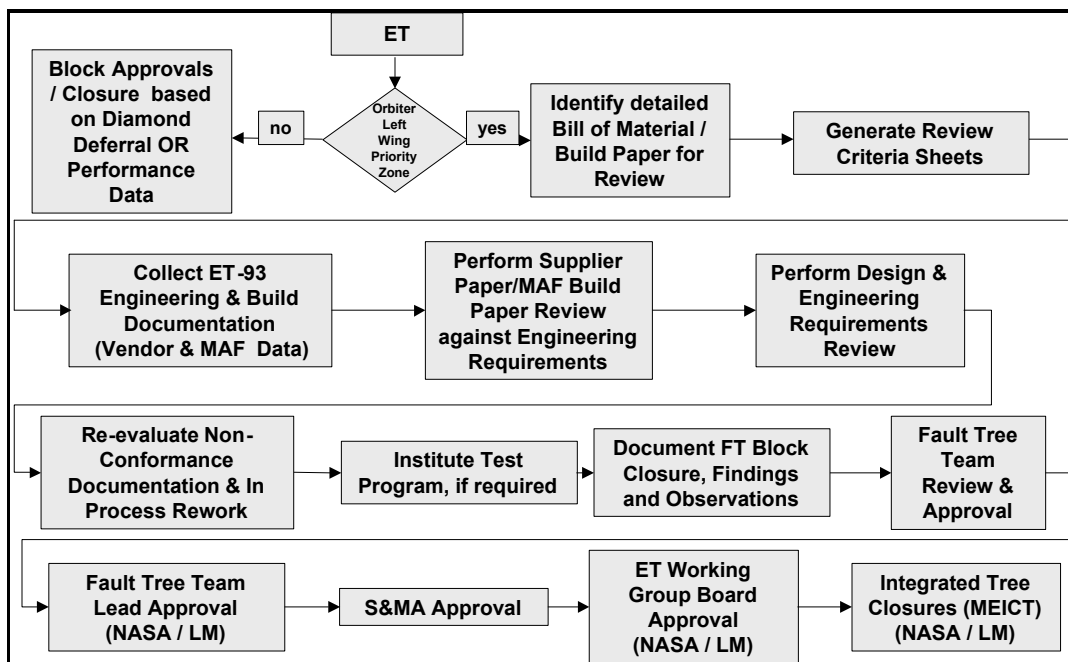 ET
Block Approvals
/ Closure based
on Diamond
Deferral OR
Performance
Data
no
Orbiter
Left
Wing
Priority
Zone
yes
Identify detailed
Bill of Material /
Build Paper for
Review
Generate Review
Criteria Sheets
Collect ET-93
Engineering & Build
Documentation
(Vendor & MAF Data)
Perform Supplier
Paper/MAF Build
Paper Review
against Engineering
Requirements
Perform Design &
Engineering
Requirements
Review
Re-evaluate Non-
Conformance
Documentation & In
Process Rework
Institute Test
Program, if required
Document FT Block
Closure, Findings
and Observations
Fault Tree
Team
Review &
Approval
Fault Tree Team
Lead Approval
(NASA / LM)
S&MA Approval
ET Working
Group Board
Approval
(NASA / LM)
Integrated Tree
Closures (MEICT)
(NASA / LM)